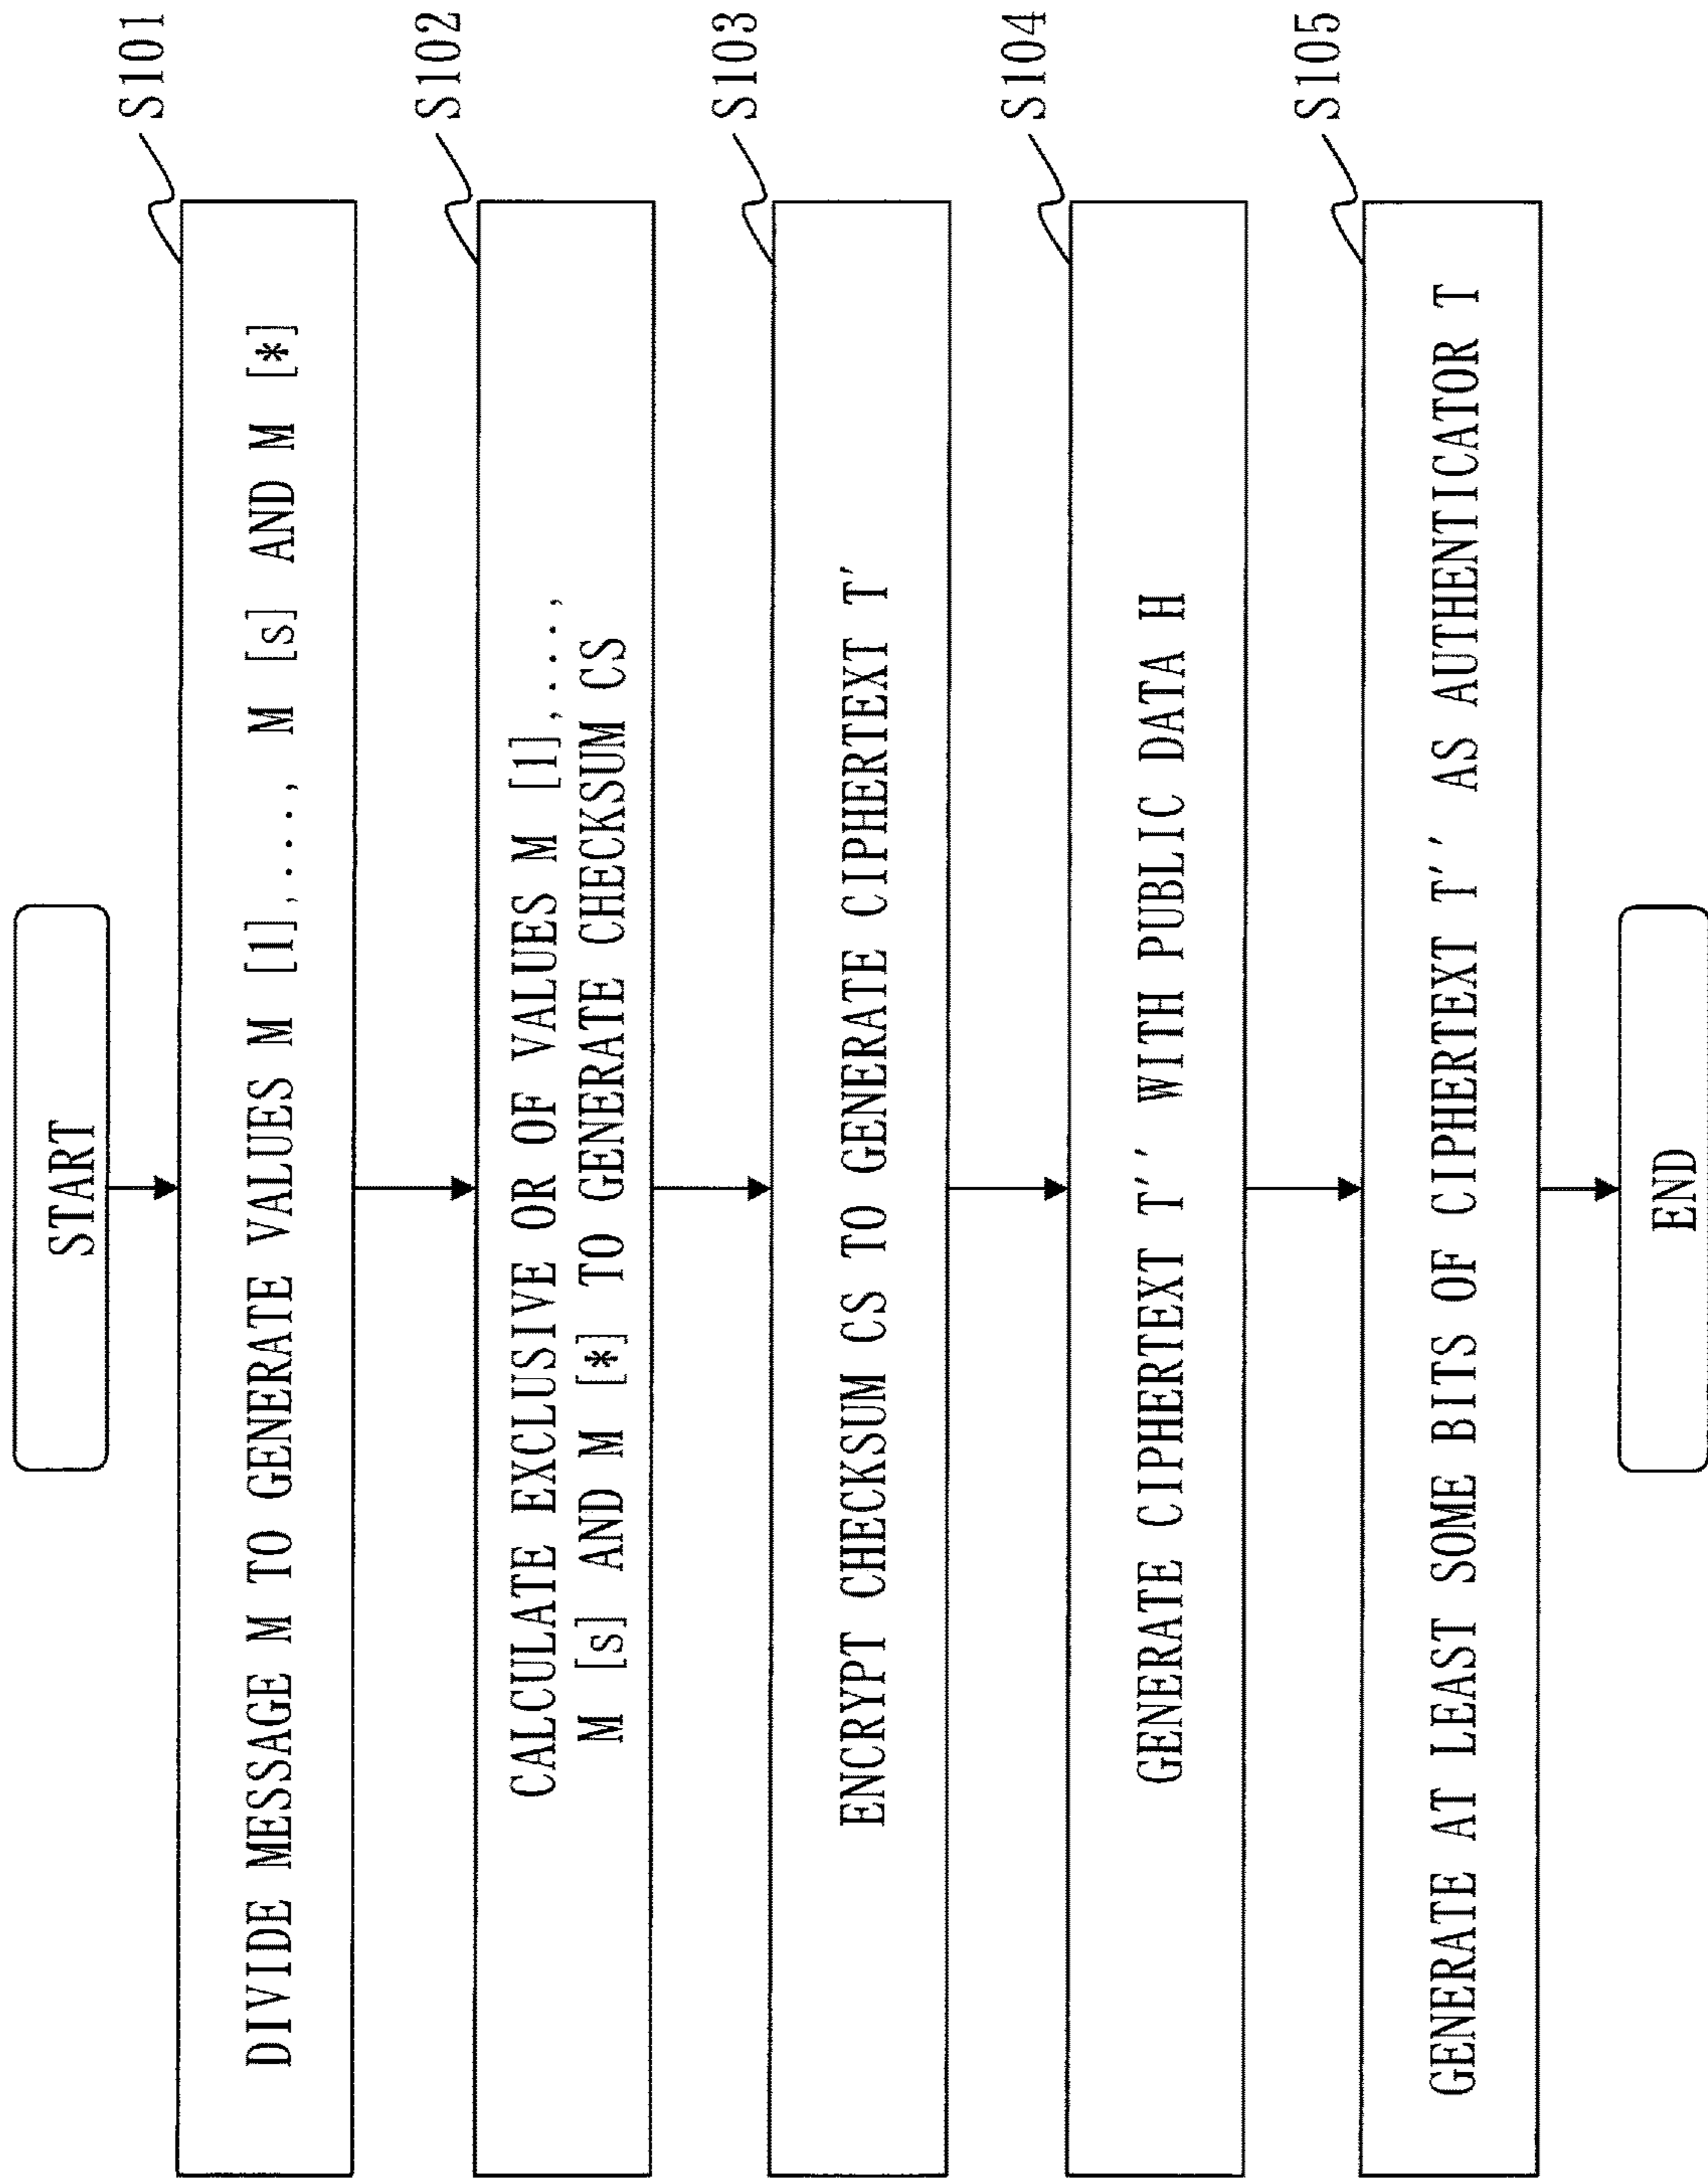 START
S101
DIVIDE MESSAGE M TO GENERATE VALUES M [1],..., M [s] AND M [*]
S102
CALCULATE EXCLUSIVE OR OF VALUES M [1],...,
M [s] AND M [*] TO GENERATE CHECKSUM CS
S103
ENCRYPT CHECKSUM CS TO GENERATE CIPHERTEXT T′
S104
GENERATE CIPHERTEXT T′′ WITH PUBLIC DATA H
S105
GENERATE AT LEAST SOME BITS OF CIPHERTEXT T′′ AS AUTHENTICATOR T
END